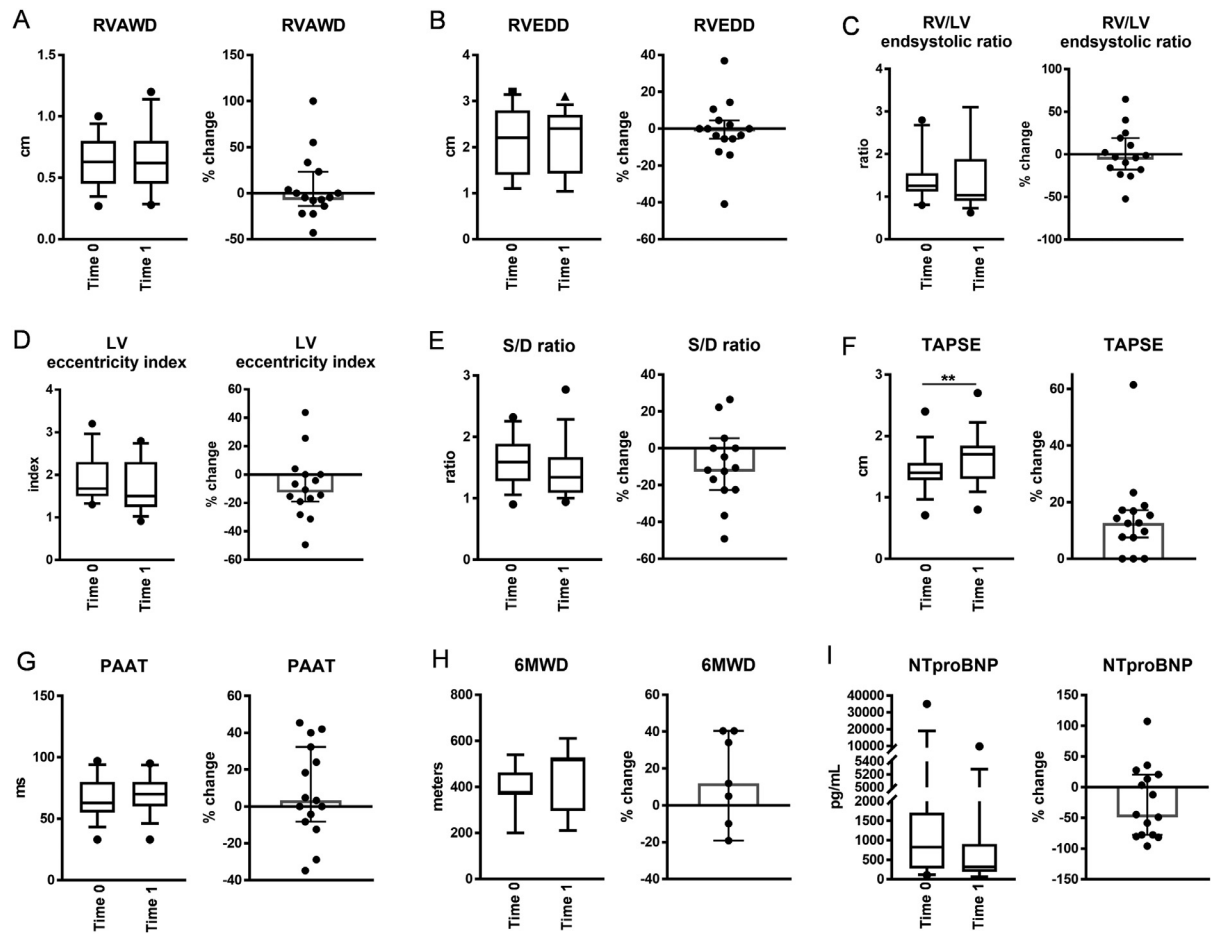 A
RVAWD
cm
1.5
1.0
0.5
0.0
Time 0
Time 1
RVAWD
% change
150
100
50
0
-50
B
RVEDD
cm
4
3
2
1
0
Time 0
Time 1
RVEDD
% change
40
20
0
-20
-40
-60
C
RV/LV
endsystolic ratio
ratio
4
3
2
1
0
Time 0
Time 1
RV/LV
endsystolic ratio
% change
100
50
0
-50
-100
D
LV
eccentricity index
index
4
3
2
1
0
Time 0
Time 1
LV
eccentricity index
% change
60
40
20
0
-20
-40
-60
E
S/D ratio
ratio
3
2
1
0
Time 0
Time 1
S/D ratio
% change
40
20
0
-20
-40
-60
F
TAPSE
cm
3
2
1
0
**
Time 0
Time 1
TAPSE
% change
60
40
20
0
G
PAAT
ms
150
100
50
0
Time 0
Time 1
PAAT
% change
60
40
20
0
-20
-40
H
6MWD
meters
800
600
400
200
0
Time 0
Time 1
6MWD
% change
60
40
20
0
-20
-40
I
NTproBNP
pg/mL
40000
30000
20000
10000
5400
5200
5000
2000
1500
1000
500
0
Time 0
Time 1
NTproBNP
% change
150
100
50
0
-50
-100
-150